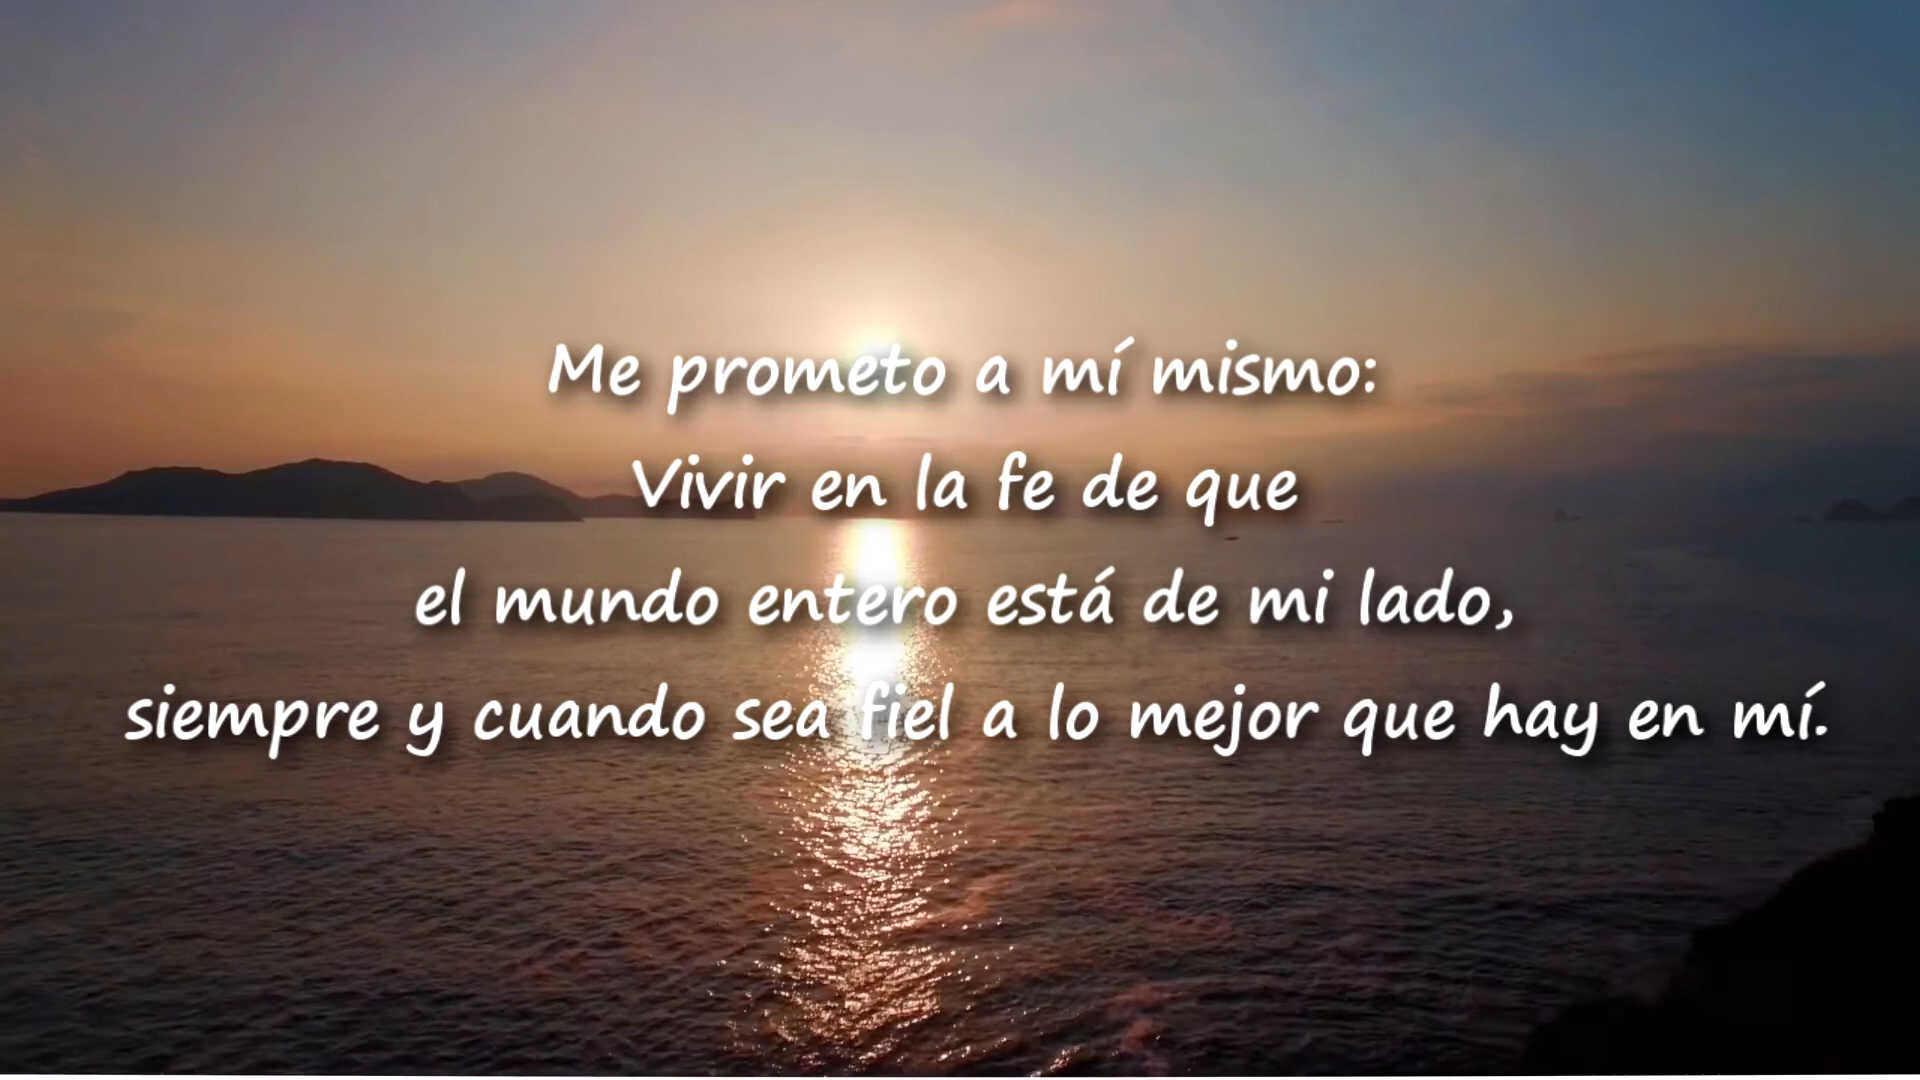 Me prometo a mí mismo:
Vivir en la fe de que
el mundo entero está de mi lado,
siempre y cuando sea fiel a lo mejor que hay en mí.